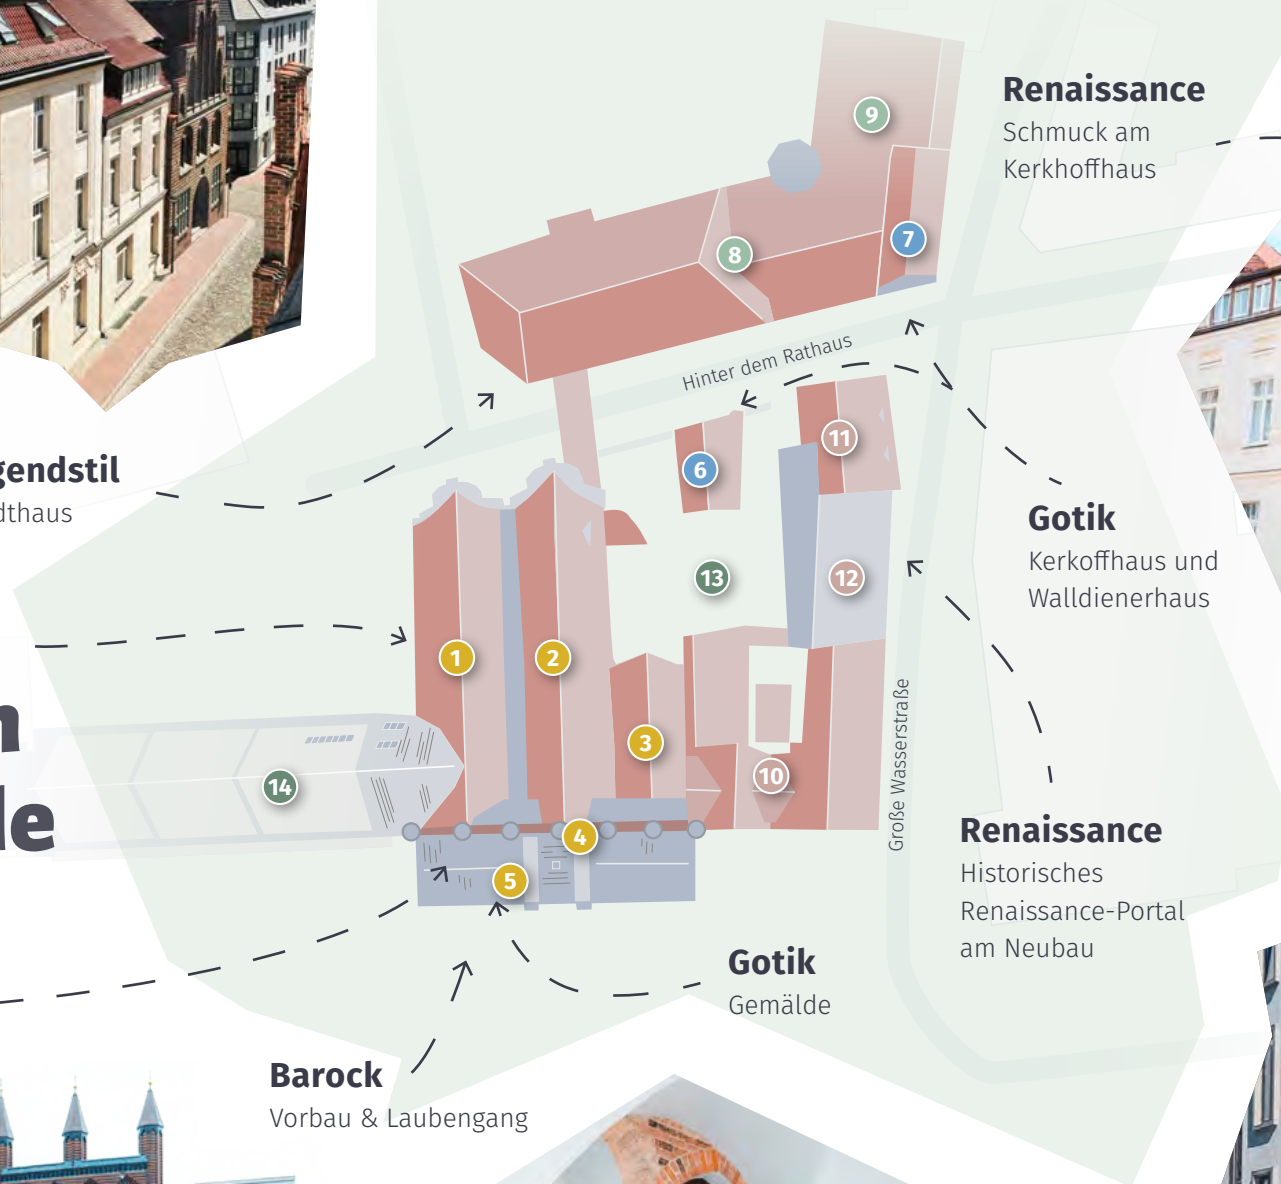 Renaissance
Schmuck am
Kerkhoffhaus
9
8
7
Hinter dem Rathaus
11
6
gendstil
dthaus
Gotik
Kerkoffhaus und
Walldienerhaus
13
12
1
2
3
10
14
4
5
Große Wasserstraße
n
de
Renaissance
Historisches
Renaissance-Portal
am Neubau
Gotik
Gemälde
Barock
Vorbau & Laubengang